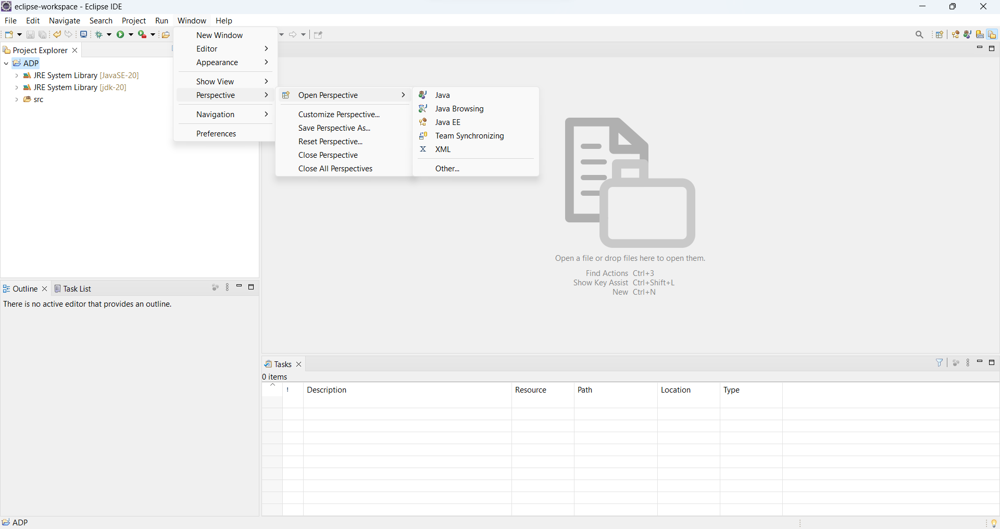 eclipse-workspace - Eclipse IDE
File Edit Navigate Search Project Run Window Help
Project Explorer
ADP
JRE System Library [JavaSE-20]
JRE System Library [jdk-20]
src
New Window
Editor
Appearance
Show View
Perspective
Navigation
Preferences
Open Perspective
Customize Perspective...
Save Perspective As...
Reset Perspective...
Close Perspective
Close All Perspectives
Java
Java Browsing
Java EE
Team Synchronizing
XML
Other...
Open a file or drop files here to open them.
Find Actions Ctrl+3
Show Key Assist Ctrl+Shift+L
New Ctrl+N
Outline Task List
There is no active editor that provides an outline.
Tasks
0 items
! Description Resource Path Location Type
ADP